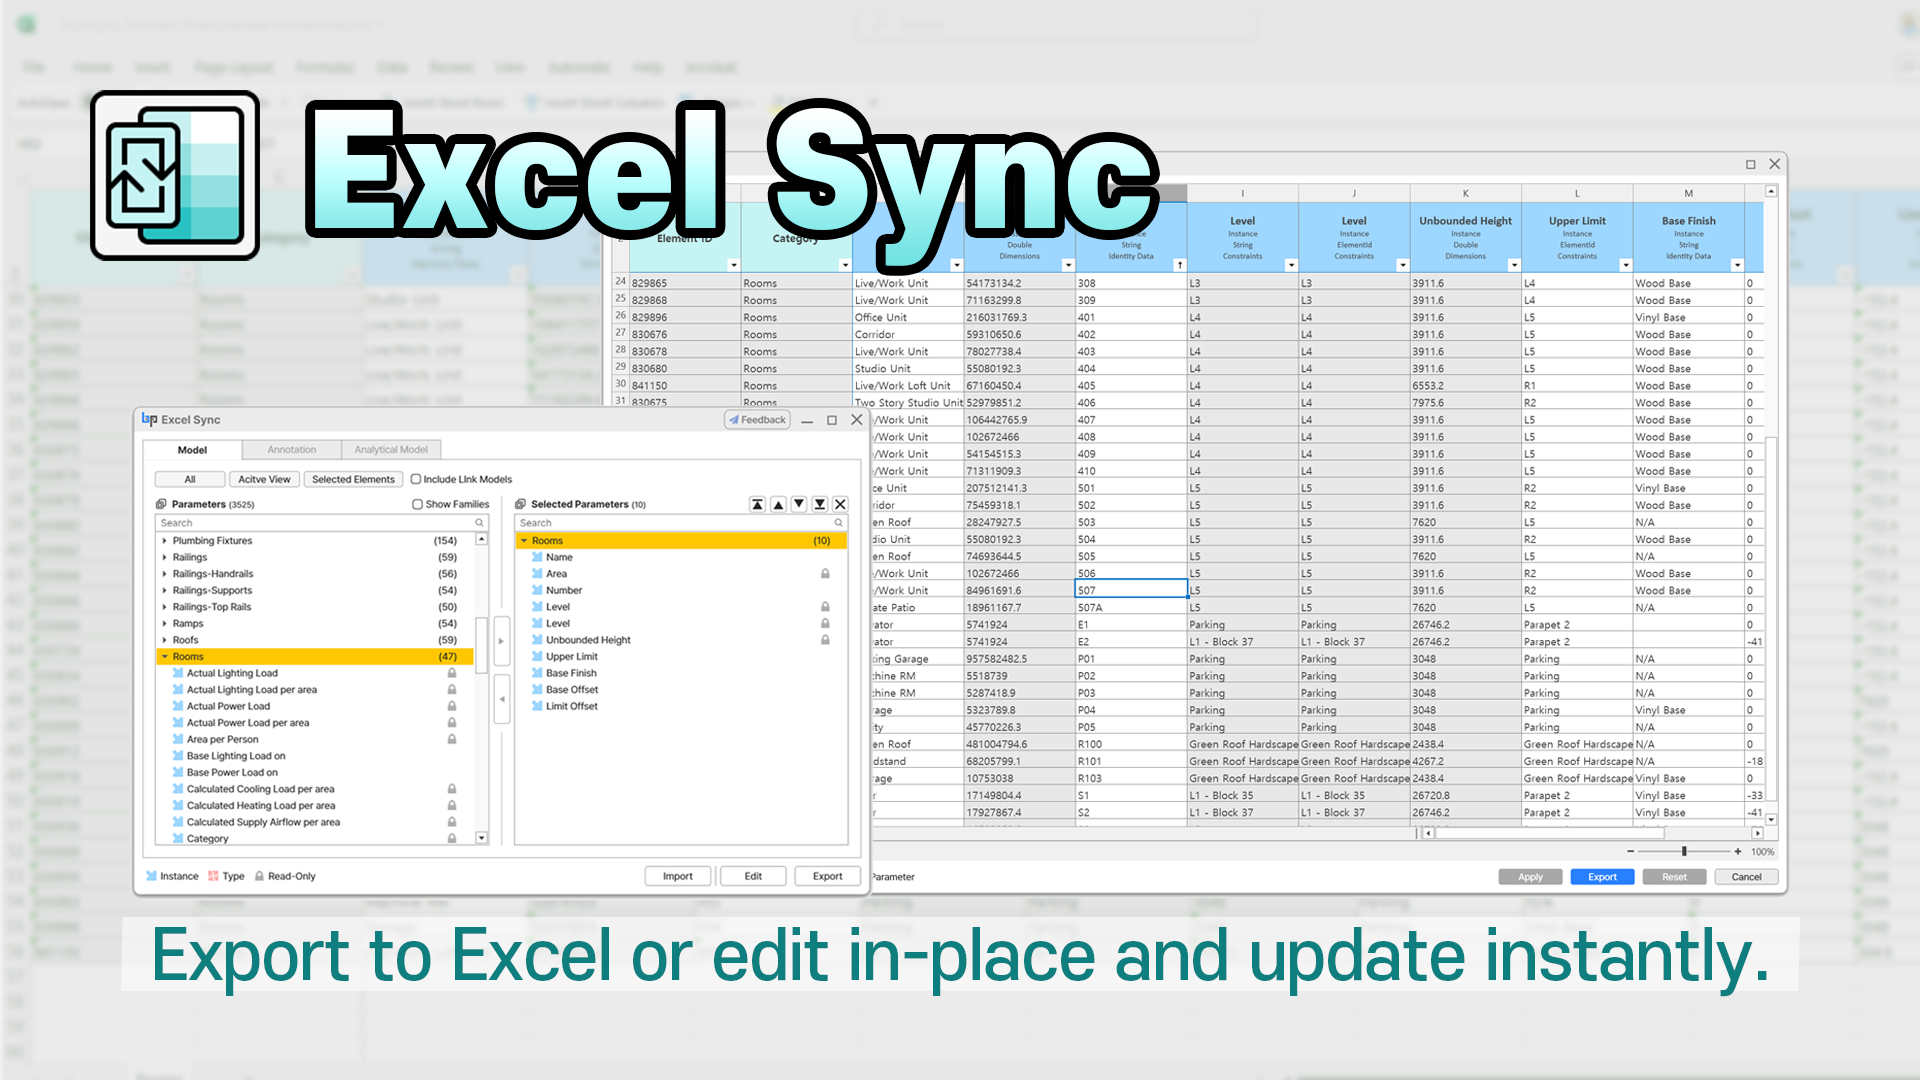 Excel Sync
I J K L M
Element ID
Category
Double
Dimensions
String
Identity Data
Level
Instance
String
Constraints
Level
Instance
ElementId
Constraints
Unbounded Height
Instance
Double
Dimensions
Upper Limit
Instance
ElementId
Constraints
Base Finish
Instance
String
Identity Data
24 829865 Rooms Live/Work Unit 54173134.2 308 L3 L3 3911.6 L4 Wood Base 0
25 829868 Rooms Live/Work Unit 71163299.8 309 L3 L3 3911.6 L4 Wood Base 0
26 829896 Rooms Office Unit 216031769.3 401 L4 L4 3911.6 L5 Vinyl Base 0
27 830676 Rooms Corridor 59310650.6 402 L4 L4 3911.6 L5 Wood Base 0
28 830678 Rooms Live/Work Unit 78027738.4 403 L4 L4 3911.6 L5 Wood Base 0
29 830680 Rooms Studio Unit 55080192.3 404 L4 L4 3911.6 L5 Wood Base 0
30 841150 Rooms Live/Work Loft Unit 67160450.4 405 L4 L4 6553.2 R1 Wood Base 0
31 830675 Rooms Two Story Studio Unit 52979851.2 406 L4 L4 7975.6 R2 Wood Base 0
/Work Unit 106442765.9 407 L4 L4 3911.6 L5 Wood Base 0
/Work Unit 102672466 408 L4 L4 3911.6 L5 Wood Base 0
/Work Unit 54154515.3 409 L4 L4 3911.6 L5 Wood Base 0
/Work Unit 71311909.3 410 L4 L4 3911.6 L5 Wood Base 0
ce Unit 207512141.3 501 L5 L5 3911.6 R2 Vinyl Base 0
ridor 75459318.1 502 L5 L5 3911.6 R2 Wood Base 0
en Roof 28247927.5 503 L5 L5 7620 L5 N/A 0
dio Unit 55080192.3 504 L5 L5 3911.6 R2 Wood Base 0
en Roof 74693644.5 505 L5 L5 7620 L5 N/A 0
/Work Unit 102672466 506 L5 L5 3911.6 R2 Wood Base 0
/Work Unit 84961691.6 507 L5 L5 3911.6 R2 Wood Base 0
ate Patio 18961167.7 507A L5 L5 7620 L5 N/A 0
ator 5741924 E1 Parking Parking 26746.2 Parapet 2 0
ator 5741924 E2 L1 - Block 37 L1 - Block 37 26746.2 Parapet 2 -41
king Garage 957582482.5 P01 Parking Parking 3048 Parking N/A 0
chine RM 5518739 P02 Parking Parking 3048 Parking N/A 0
chine RM 5287418.9 P03 Parking Parking 3048 Parking N/A 0
rage 5323789.8 P04 Parking Parking 3048 Parking Vinyl Base 0
ity 45770226.3 P05 Parking Parking 3048 Parking N/A 0
en Roof 481004794.6 R100 Green Roof Hardscape Green Roof Hardscape 2438.4 Green Roof Hardscape N/A 0
dstand 68205799.1 R101 Green Roof Hardscape Green Roof Hardscape 4267.2 Green Roof Hardscape N/A -18
rage 10753038 R103 Green Roof Hardscape Green Roof Hardscape 2438.4 Green Roof Hardscape Vinyl Base 0
r 17149804.4 S1 L1 - Block 35 L1 - Block 35 26720.8 Parapet 2 Vinyl Base -33
r 17927867.4 S2 L1 - Block 37 L1 - Block 37 26746.2 Parapet 2 Vinyl Base -41
100%
Parameter
Apply Export Reset Cancel
Excel Sync
Feedback
Model Annotation Analytical Model
All Acitve View Selected Elements Include LInk Models
Parameters (3525) Show Families
Search
Plumbing Fixtures (154)
Railings (59)
Railings-Handrails (56)
Railings-Supports (54)
Railings-Top Rails (50)
Ramps (54)
Roofs (59)
Rooms (47)
Actual Lighting Load
Actual Lighting Load per area
Actual Power Load
Actual Power Load per area
Area per Person
Base Lighting Load on
Base Power Load on
Calculated Cooling Load per area
Calculated Heating Load per area
Calculated Supply Airflow per area
Category
Selected Parameters (10)
Search
Rooms (10)
Name
Area
Number
Level
Level
Unbounded Height
Upper Limit
Base Finish
Base Offset
Limit Offset
Instance Type Read-Only
Import Edit Export
Export to Excel or edit in-place and update instantly.